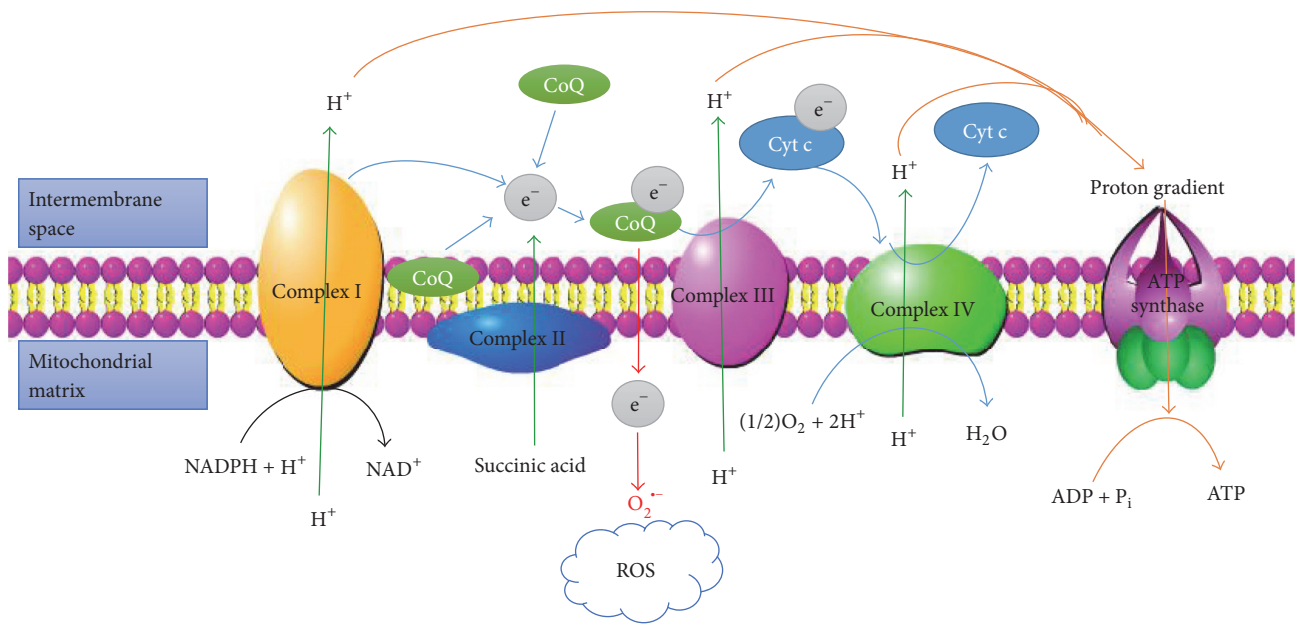 CoQ
H⁺
H⁺
e⁻
Cyt c
Cyt c
H⁺
Intermembrane
space
e⁻
e⁻
CoQ
Proton gradient
CoQ
Complex I
Complex II
Complex III
Complex IV
ATP
synthase
Mitochondrial
matrix
e⁻
(1/2)O₂ + 2H⁺
H⁺
H₂O
NADPH + H⁺
NAD⁺
Succinic acid
H⁺
ADP + Pᵢ
ATP
O₂•⁻
H⁺
ROS